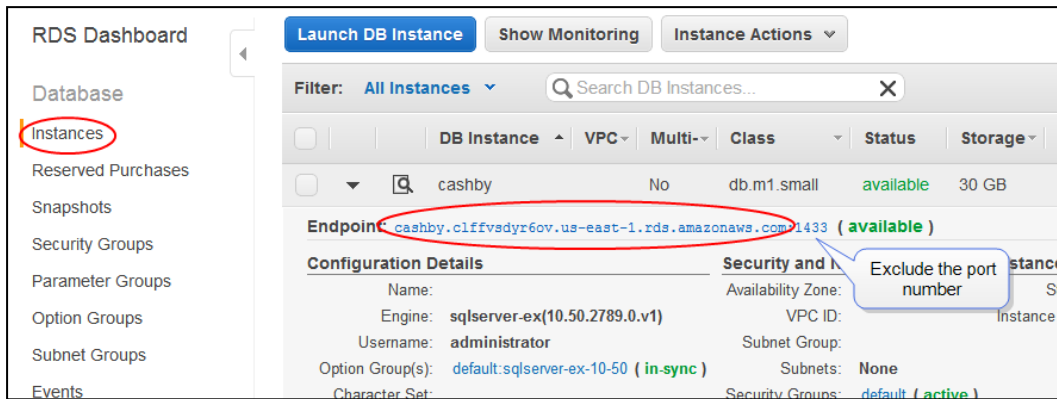 RDS Dashboard
Database
Instances
Reserved Purchases
Snapshots
Security Groups
Parameter Groups
Option Groups
Subnet Groups
Events
Launch DB Instance Show Monitoring Instance Actions
Filter: All Instances Search DB Instances...
DB Instance VPC Multi- Class Status Storage
cashby No db.m1.small available 30 GB
Endpoint: cashby.clffvsdyr6ov.us-east-1.rds.amazonaws.com:1433 ( available )
Configuration Details Security and
Exclude the port
number
Name: Availability Zone:
Engine: sqlserver-ex(10.50.2789.0.v1) VPC ID: Instance
Username: administrator Subnet Group:
Option Group(s): default:sqlserver-ex-10-50 ( in-sync ) Subnets: None
Character Set: Security Groups: default ( active )